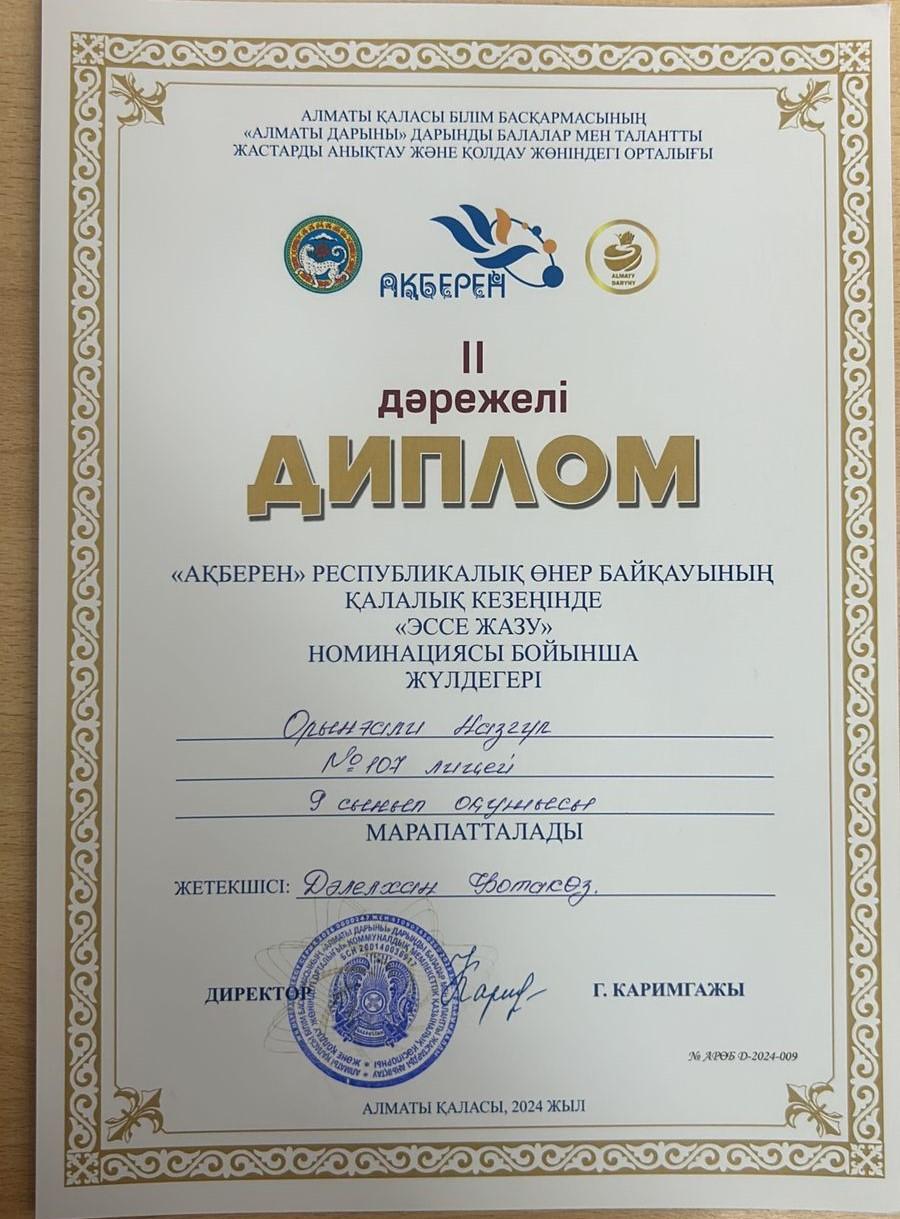 АЛМАТЫ ҚАЛАСЫ БІЛІМ БАСҚАРМАСЫНЫҢ
«АЛМАТЫ ДАРЫНЫ» ДАРЫНДЫ БАЛАЛАР МЕН ТАЛАНТТЫ
ЖАСТАРДЫ АНЫҚТАУ ЖӘНЕ ҚОЛДАУ ЖӨНІНДЕГІ ОРТАЛЫҒЫ
АҚБЕРЕН
ALMATY
DARYNY
II
дәрежелі
ДИПЛОМ
«АҚБЕРЕН» РЕСПУБЛИКАЛЫҚ ӨНЕР БАЙҚАУЫНЫҢ
ҚАЛАЛЫҚ КЕЗЕҢІНДЕ
«ЭССЕ ЖАЗУ»
НОМИНАЦИЯСЫ БОЙЫНША
ЖҮЛДЕГЕРІ
Орынғали Назгүл
№ 107 лицей
9 сынып оқушысы
МАРАПАТТАЛАДЫ
ЖЕТЕКШІСІ: Дәлелхан Ботакөз.
ДИРЕКТОР
Г. КАРИМГАЖЫ
№ АРӨБ D-2024-009
АЛМАТЫ ҚАЛАСЫ, 2024 ЖЫЛ